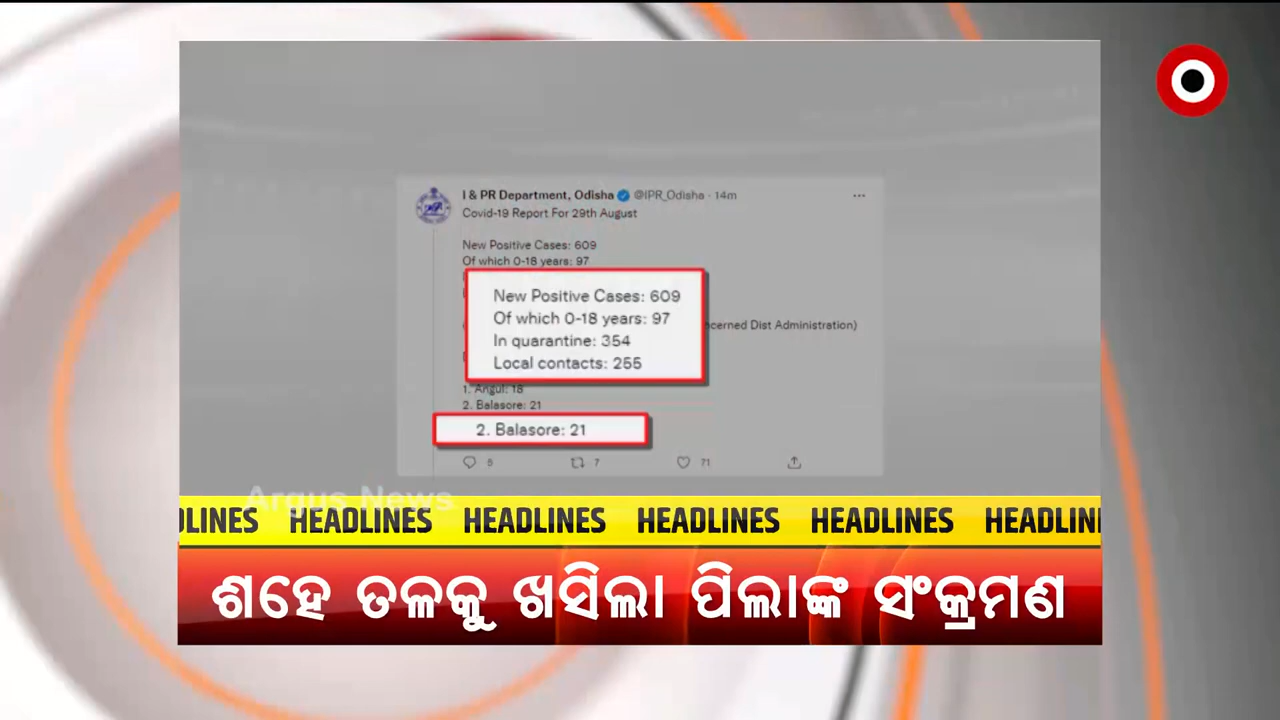 I & PR Department, Odisha @IPR_Odisha · 14m
Covid-19 Report For 29th August
New Positive Cases: 609
Of which 0-18 years: 97
New Positive Cases: 609
Of which 0-18 years: 97
In quarantine: 354
Local contacts: 255
ncerned Dist Administration)
1. Angul: 18
2. Balasore: 21
2. Balasore: 21
6 7 71
Argus News
DLINES HEADLINES HEADLINES HEADLINES HEADLINES HEADLIN
ଶହେ ତଳକୁ ଖସିଲା ପିଲାଙ୍କ ସଂକ୍ରମଣ